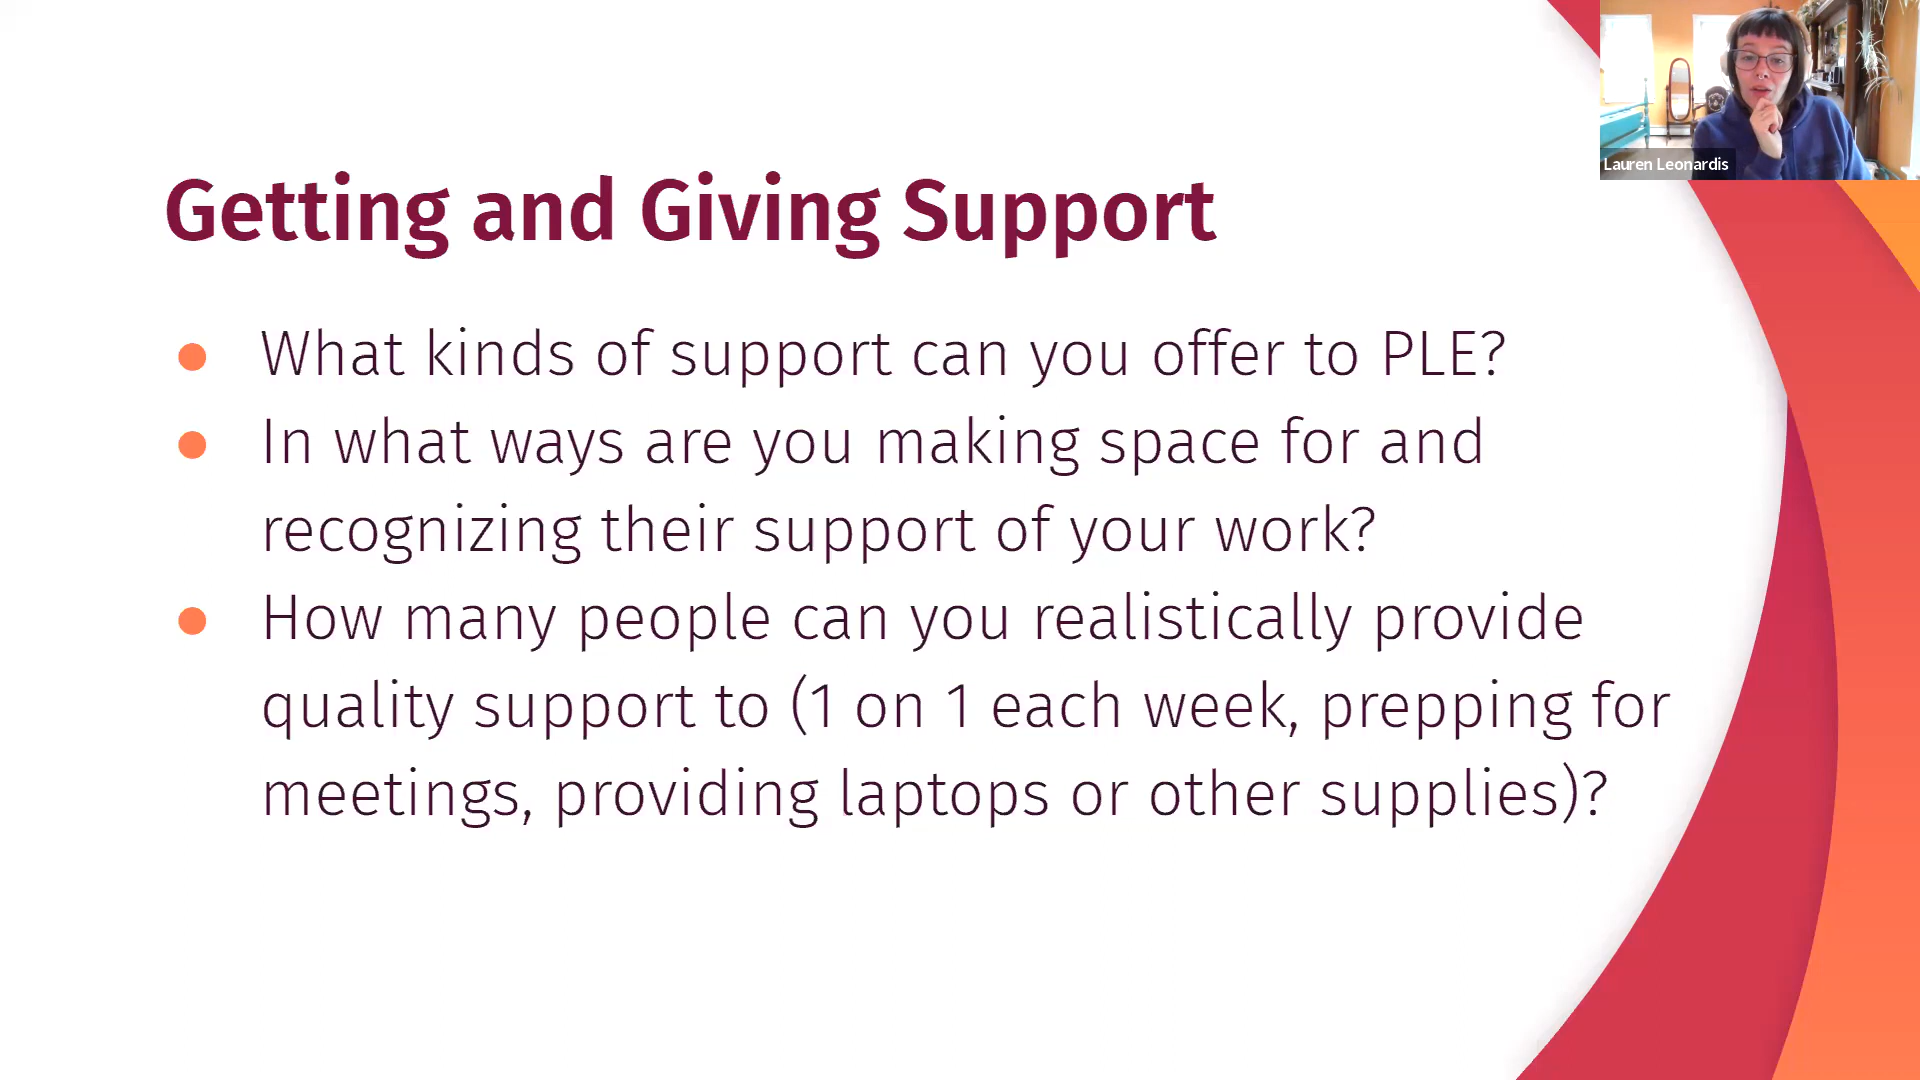 Lauren Leonardis
Getting and Giving Support
● What kinds of support can you offer to PLE?
● In what ways are you making space for and
recognizing their support of your work?
● How many people can you realistically provide
quality support to (1 on 1 each week, prepping for
meetings, providing laptops or other supplies)?